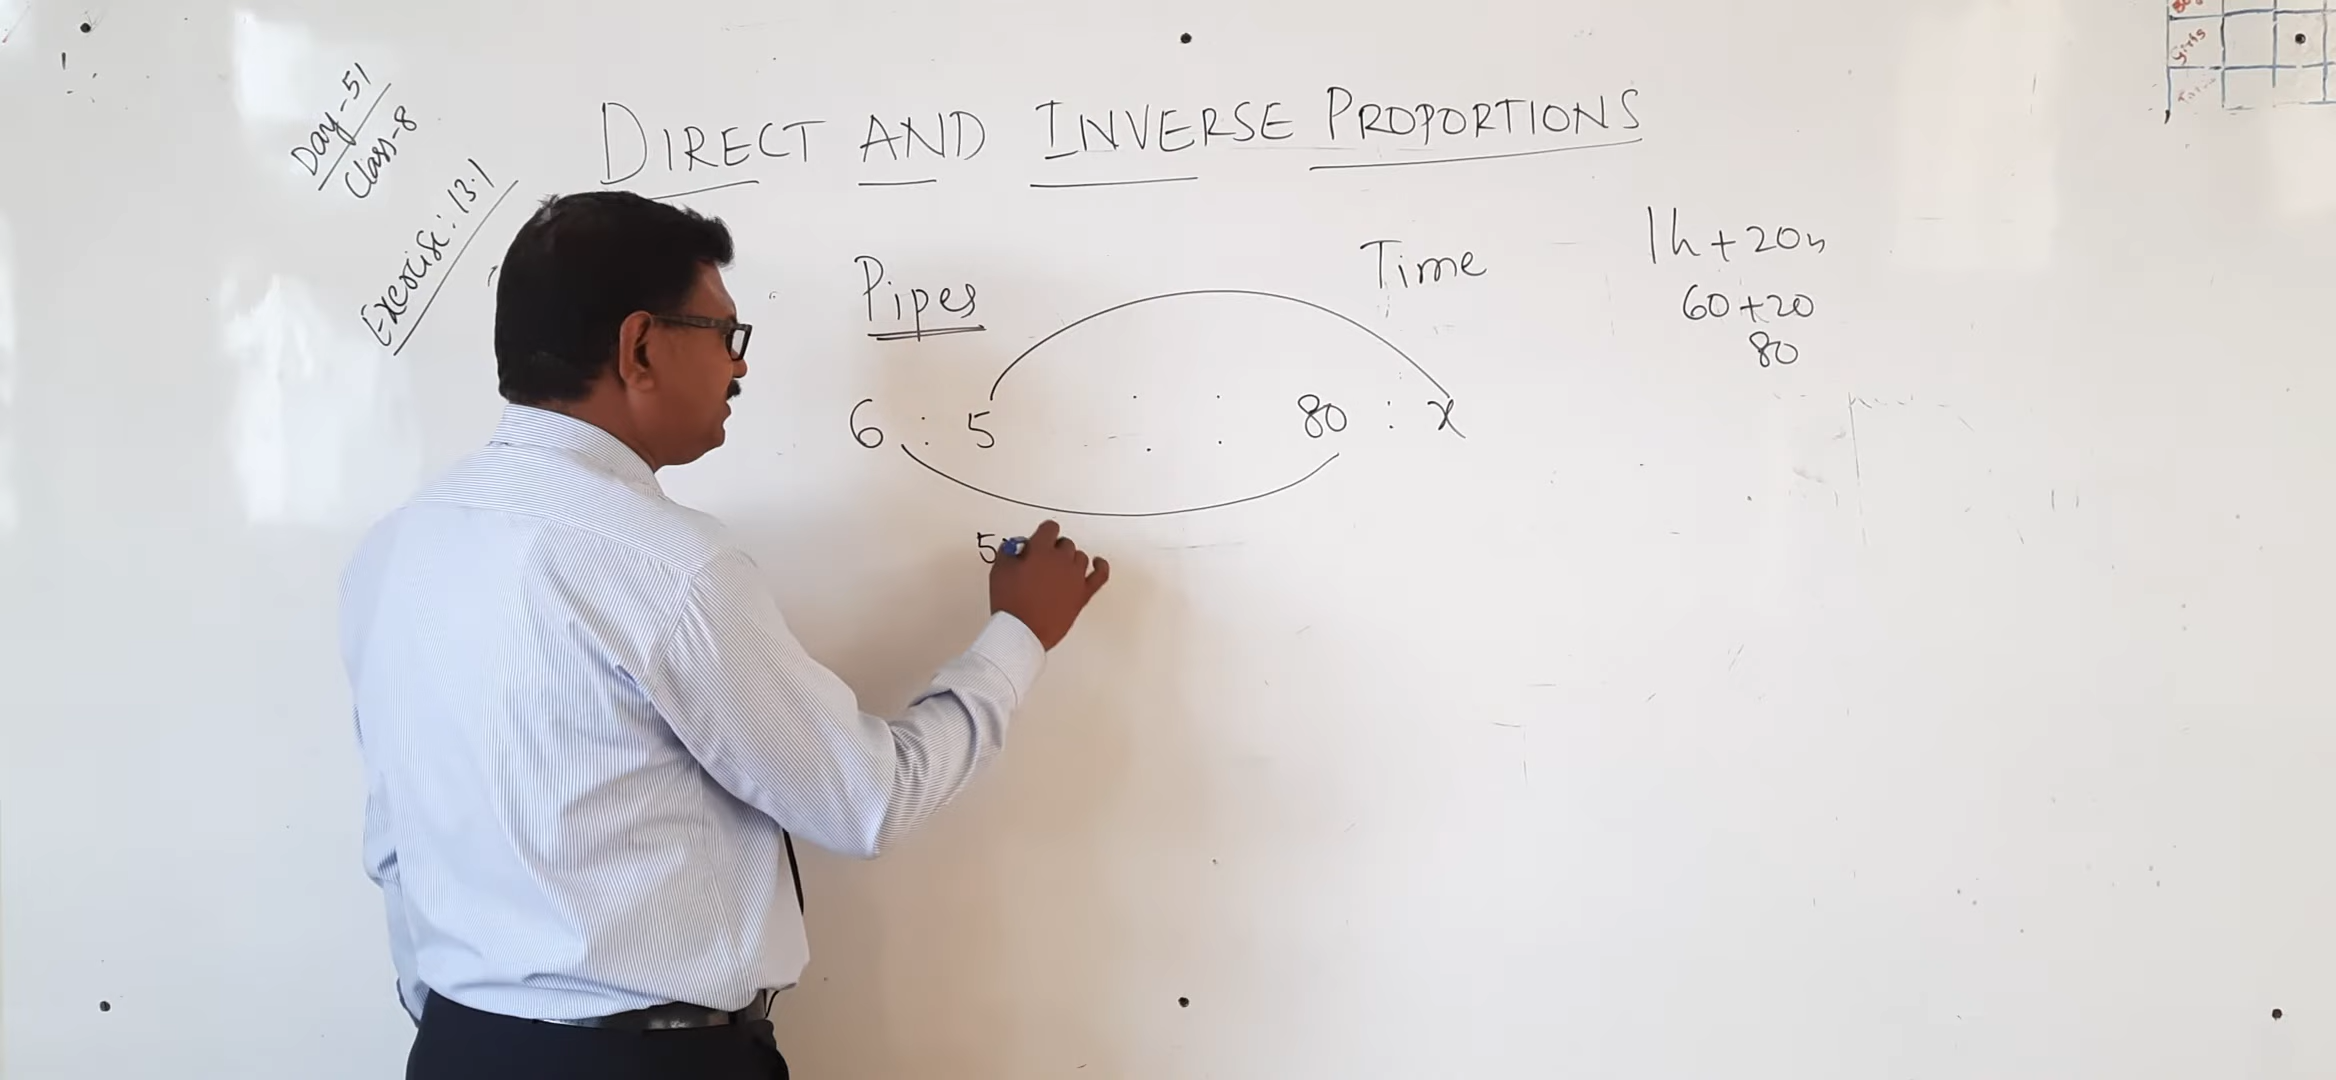 Day-51
Class-8
Exercise: 13.1
DIRECT AND INVERSE PROPORTIONS
Pipes
Time
1h + 20m
60 + 20
80
6 : 5 : : 80 : x
5
Girls